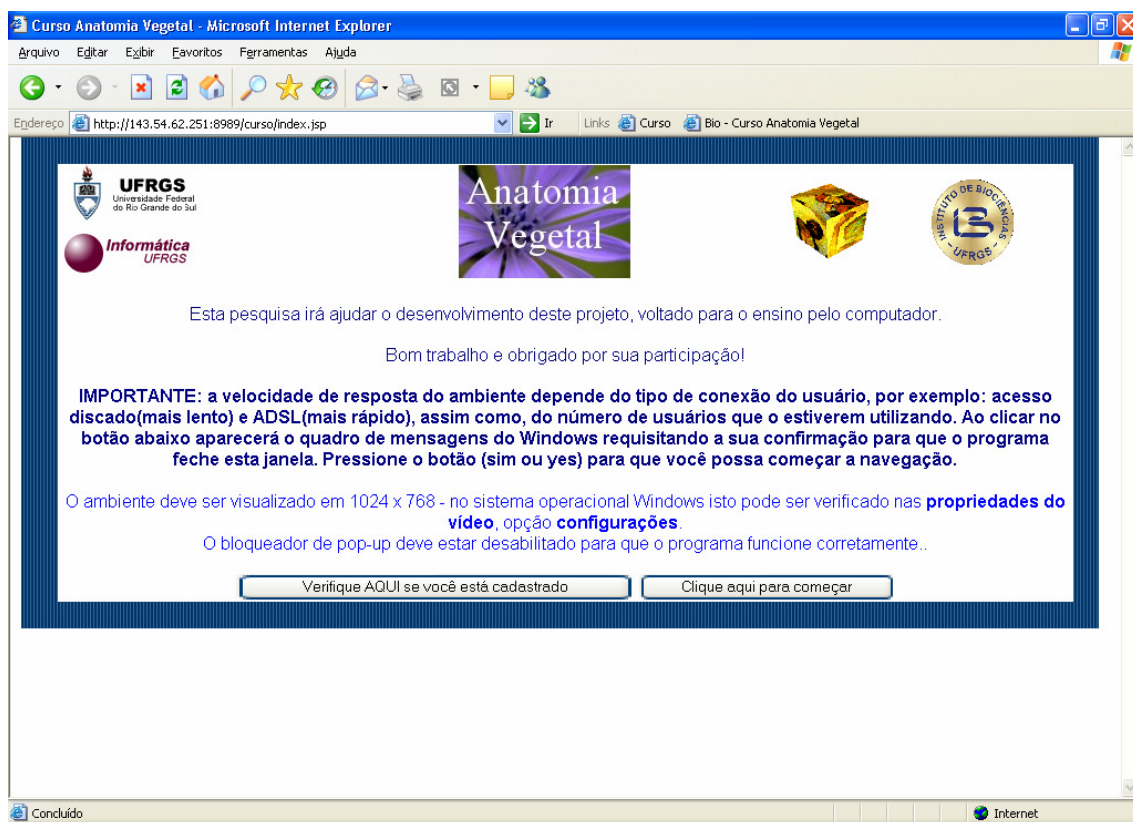 Curso Anatomia Vegetal - Microsoft Internet Explorer
Arquivo Editar Exibir Favoritos Ferramentas Ajuda
Endereço http://143.54.62.251:8989/curso/index.jsp Ir Links Curso Bio - Curso Anatomia Vegetal
UFRGS
Universidade Federal
do Rio Grande do Sul
Informática
UFRGS
Anatomia
Vegetal
INSTITUTO DE BIOCIÊNCIAS
IB
- UFRGS -
Esta pesquisa irá ajudar o desenvolvimento deste projeto, voltado para o ensino pelo computador.
Bom trabalho e obrigado por sua participação!
IMPORTANTE: a velocidade de resposta do ambiente depende do tipo de conexão do usuário, por exemplo: acesso
discado(mais lento) e ADSL(mais rápido), assim como, do número de usuários que o estiverem utilizando. Ao clicar no
botão abaixo aparecerá o quadro de mensagens do Windows requisitando a sua confirmação para que o programa
feche esta janela. Pressione o botão (sim ou yes) para que você possa começar a navegação.
O ambiente deve ser visualizado em 1024 x 768 - no sistema operacional Windows isto pode ser verificado nas propriedades do
vídeo, opção configurações.
O bloqueador de pop-up deve estar desabilitado para que o programa funcione corretamente..
Verifique AQUI se você está cadastrado Clique aqui para começar
Concluído Internet